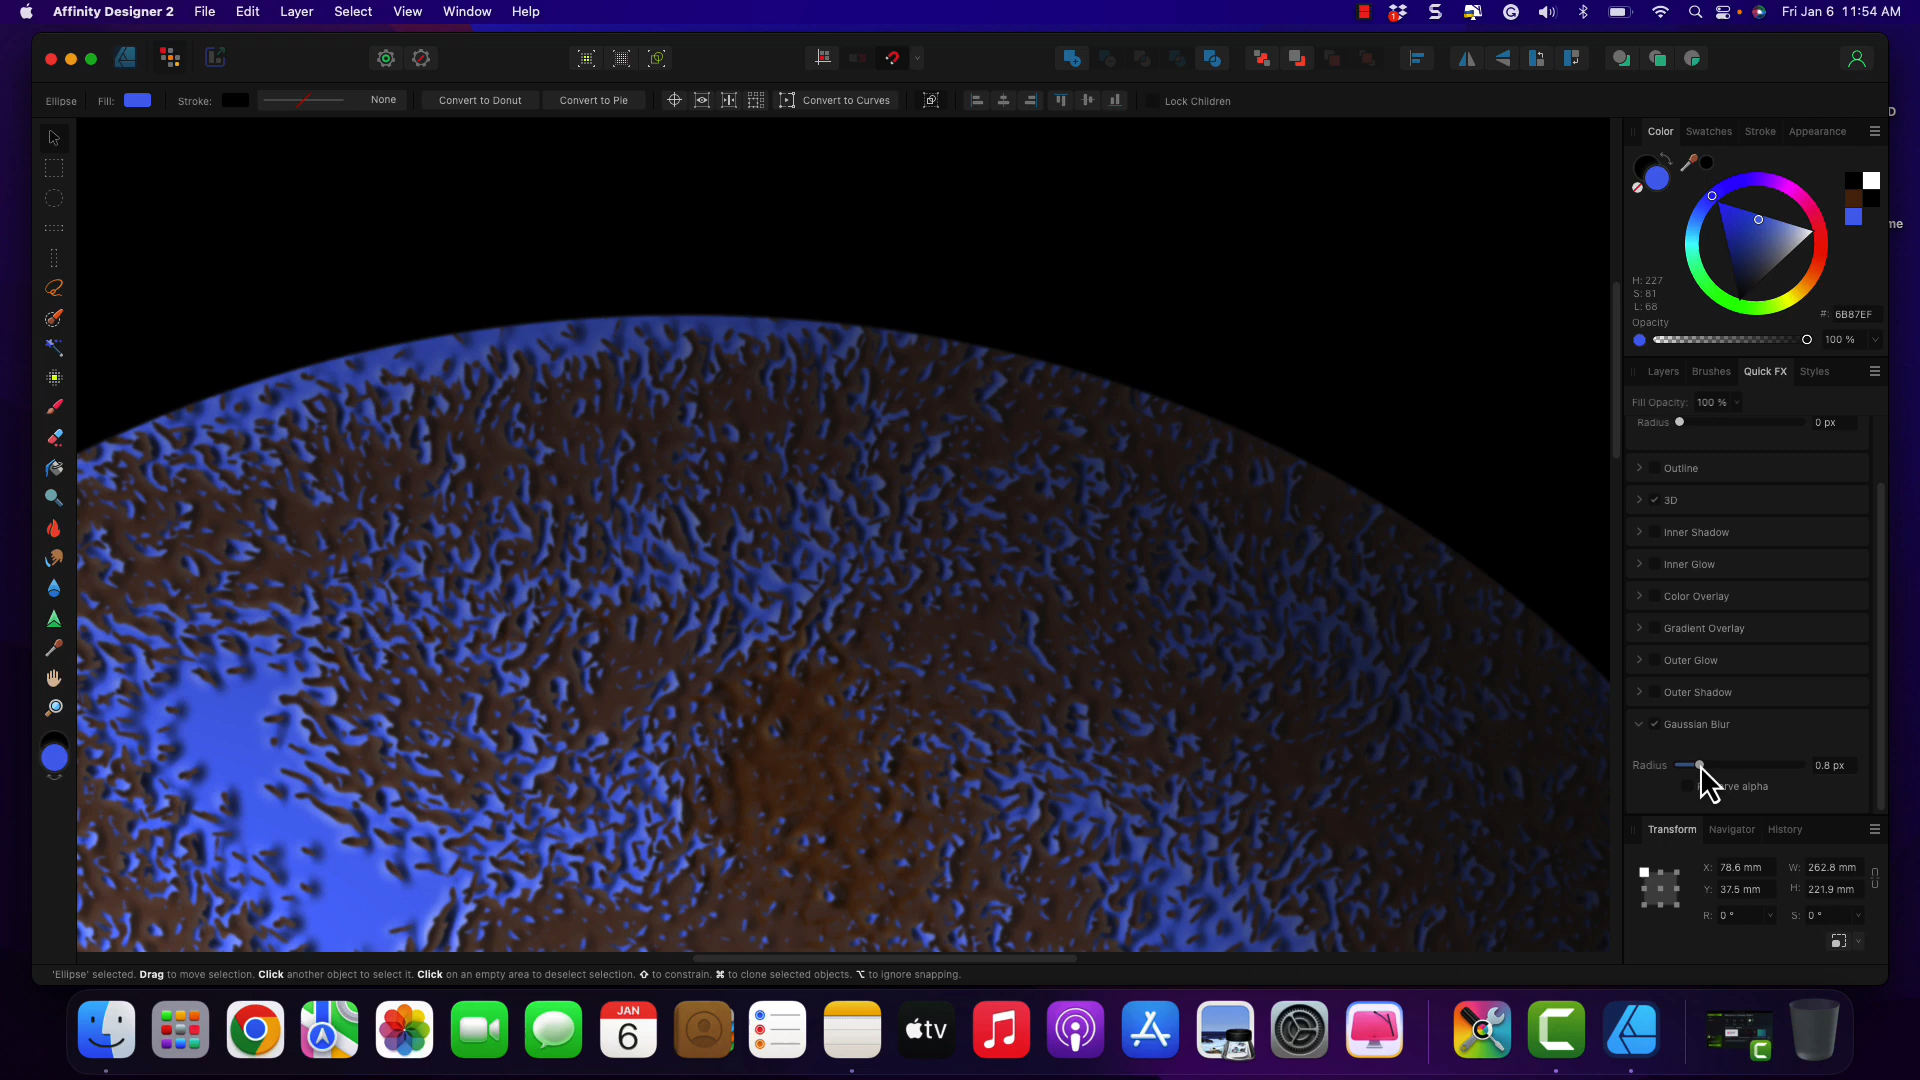 Affinity Designer 2 File Edit Layer Select View Window Help
1
Fri Jan 6 11:54 AM
Ellipse Fill: Stroke: None Convert to Donut Convert to Pie Convert to Curves Lock Children
D
Color Swatches Stroke Appearance
me
H: 227
S: 81
L: 68
#: 6B87EF
Opacity
100 %
Layers Brushes Quick FX Styles
Fill Opacity: 100 %
Radius 0 px
Outline
3D
Inner Shadow
Inner Glow
Color Overlay
Gradient Overlay
Outer Glow
Outer Shadow
Gaussian Blur
Radius 0.8 px
rve alpha
Transform Navigator History
X: 78.6 mm W: 262.8 mm
Y: 37.5 mm H: 221.9 mm
R: 0 ° S: 0 °
'Ellipse' selected. Drag to move selection. Click another object to select it. Click on an empty area to deselect selection. ⇧ to constrain. ⌘ to clone selected objects. ⌥ to ignore snapping.
JAN
6
tv